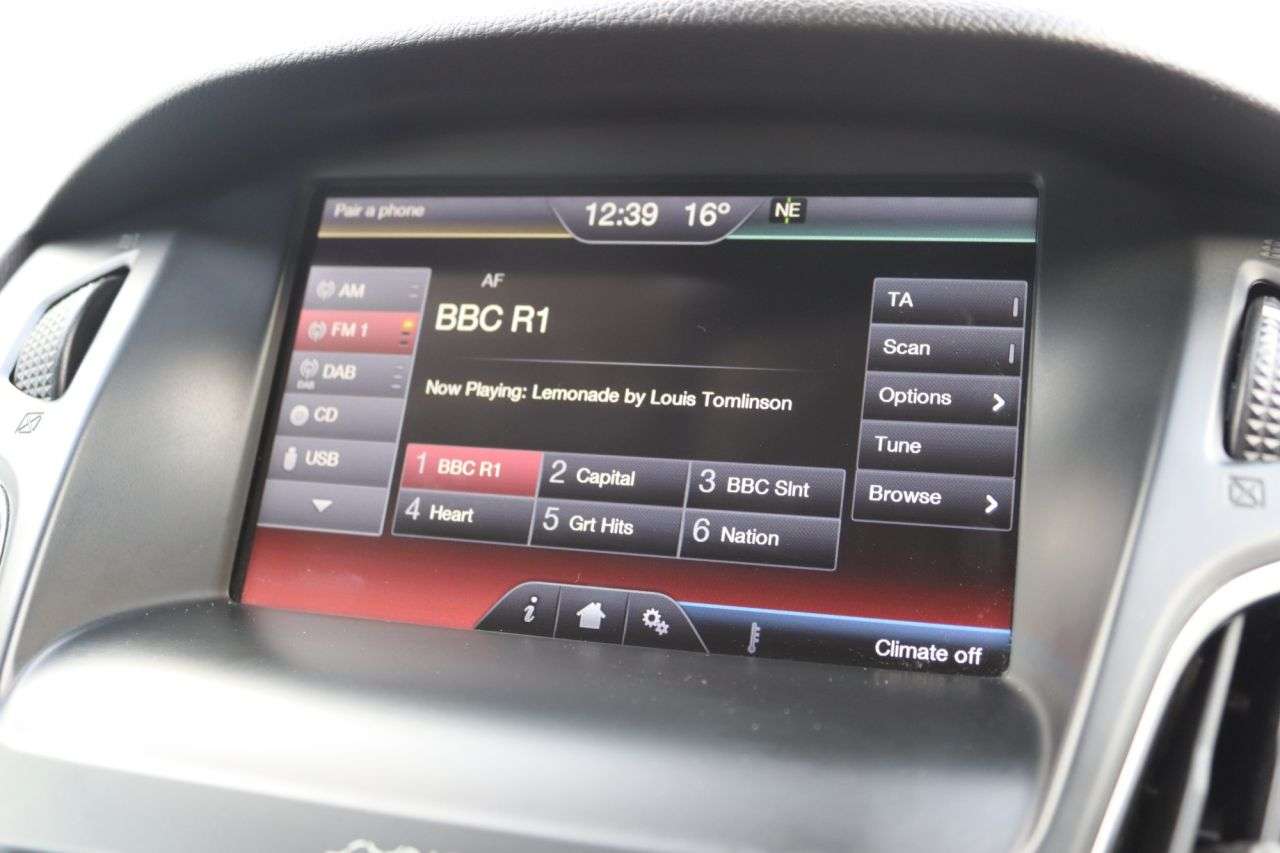 Pair a phone 12:39 16° NE
AM
FM 1
DAB
DAB
CD
USB
AF
BBC R1
Now Playing: Lemonade by Louis Tomlinson
1 BBC R1 2 Capital 3 BBC Slnt
4 Heart 5 Grt Hits 6 Nation
TA
Scan
Options
Tune
Browse
i
Climate off